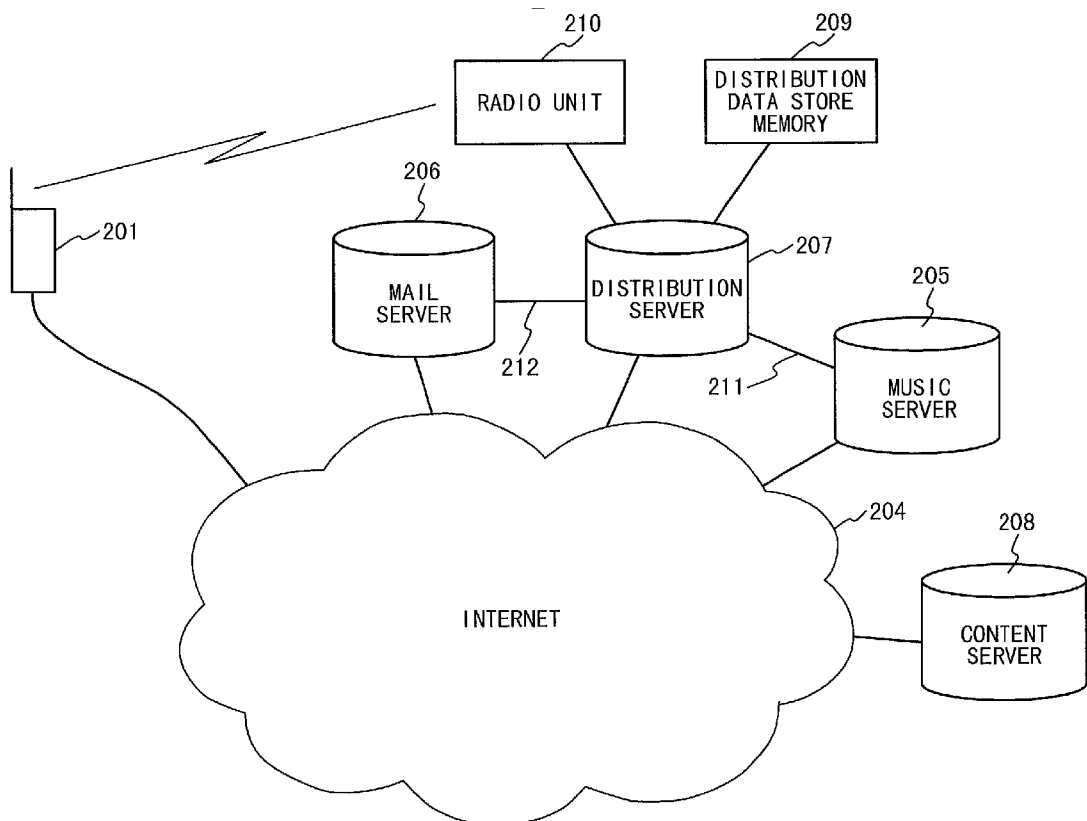 210
209
RADIO UNIT
DISTRIBUTION
DATA STORE
MEMORY
206
201
207
MAIL
SERVER
DISTRIBUTION
SERVER
205
212
211
MUSIC
SERVER
204
208
INTERNET
CONTENT
SERVER